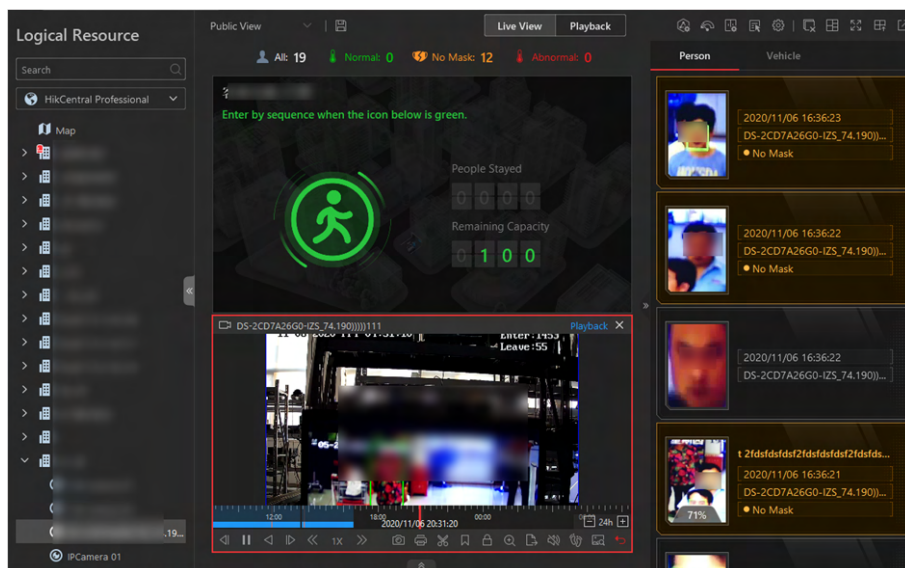 Logical Resource
Search
HikCentral Professional
Map
.19...
IPCamera 01
Public View
Live View
Playback
All: 19
Normal: 0
No Mask: 12
Abnormal: 0
Enter by sequence when the icon below is green.
People Stayed
0 0 0 0
Remaining Capacity
0 1 0 0
DS-2CD7A26G0-IZS_74.190)))))111
Playback
Enter:1453
Leave:55
12:00
18:00
00:00
2020/11/06 20:31:20
24h
1X
Person
Vehicle
2020/11/06 16:36:23
DS-2CD7A26G0-IZS_74.190))...
No Mask
2020/11/06 16:36:22
DS-2CD7A26G0-IZS_74.190))...
No Mask
2020/11/06 16:36:22
DS-2CD7A26G0-IZS_74.190))...
t 2fdsfdsfdsf2fdsfdsfdsf2fdsfds...
2020/11/06 16:36:21
DS-2CD7A26G0-IZS_74.190))...
No Mask
71%